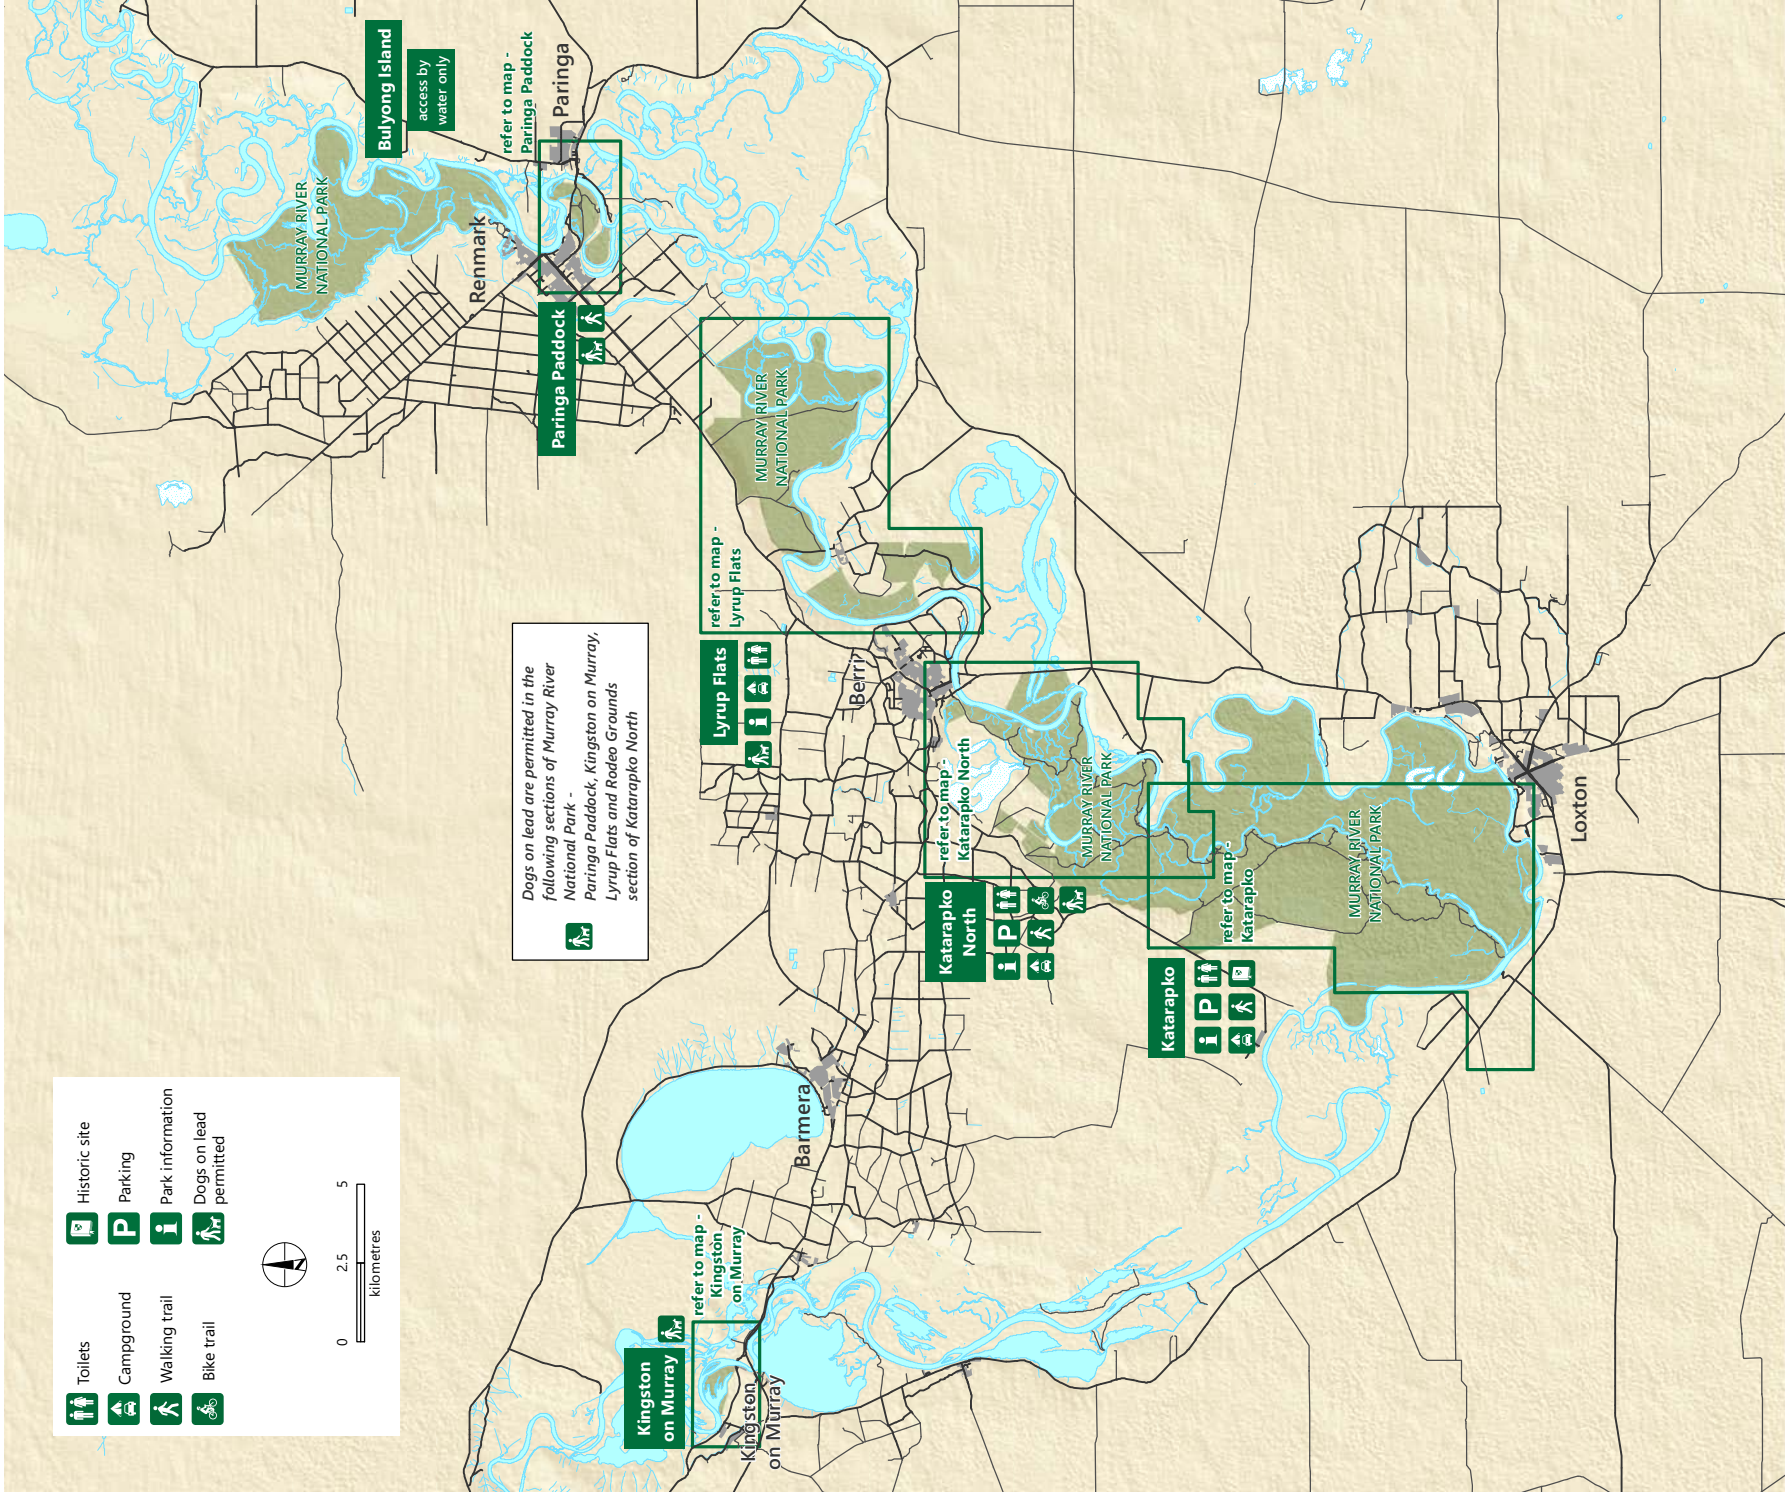 Toilets
Campground
Walking trail
Bike trail
Historic site
Parking
Park information
Dogs on lead
permitted
0
2.5
5
kilometres
Dogs on lead are permitted in the
following sections of Murray River
National Park -
Paringa Paddock, Kingston on Murray,
Lyrup Flats and Rodeo Grounds
section of Katarapko North
Kingston
on Murray
refer to map -
Kingston
on Murray
Kingston
on Murray
Barmera
Katarapko
North
P
refer to map -
Katarapko North
MURRAY RIVER
NATIONAL PARK
Katarapko
P
refer to map -
Katarapko
MURRAY RIVER
NATIONAL PARK
Loxton
Berri
Lyrup Flats
refer to map -
Lyrup Flats
MURRAY RIVER
NATIONAL PARK
Paringa Paddock
Renmark
MURRAY RIVER
NATIONAL PARK
Bulyong Island
access by
water only
refer to map -
Paringa Paddock
Paringa
P
i
i
i
i
N